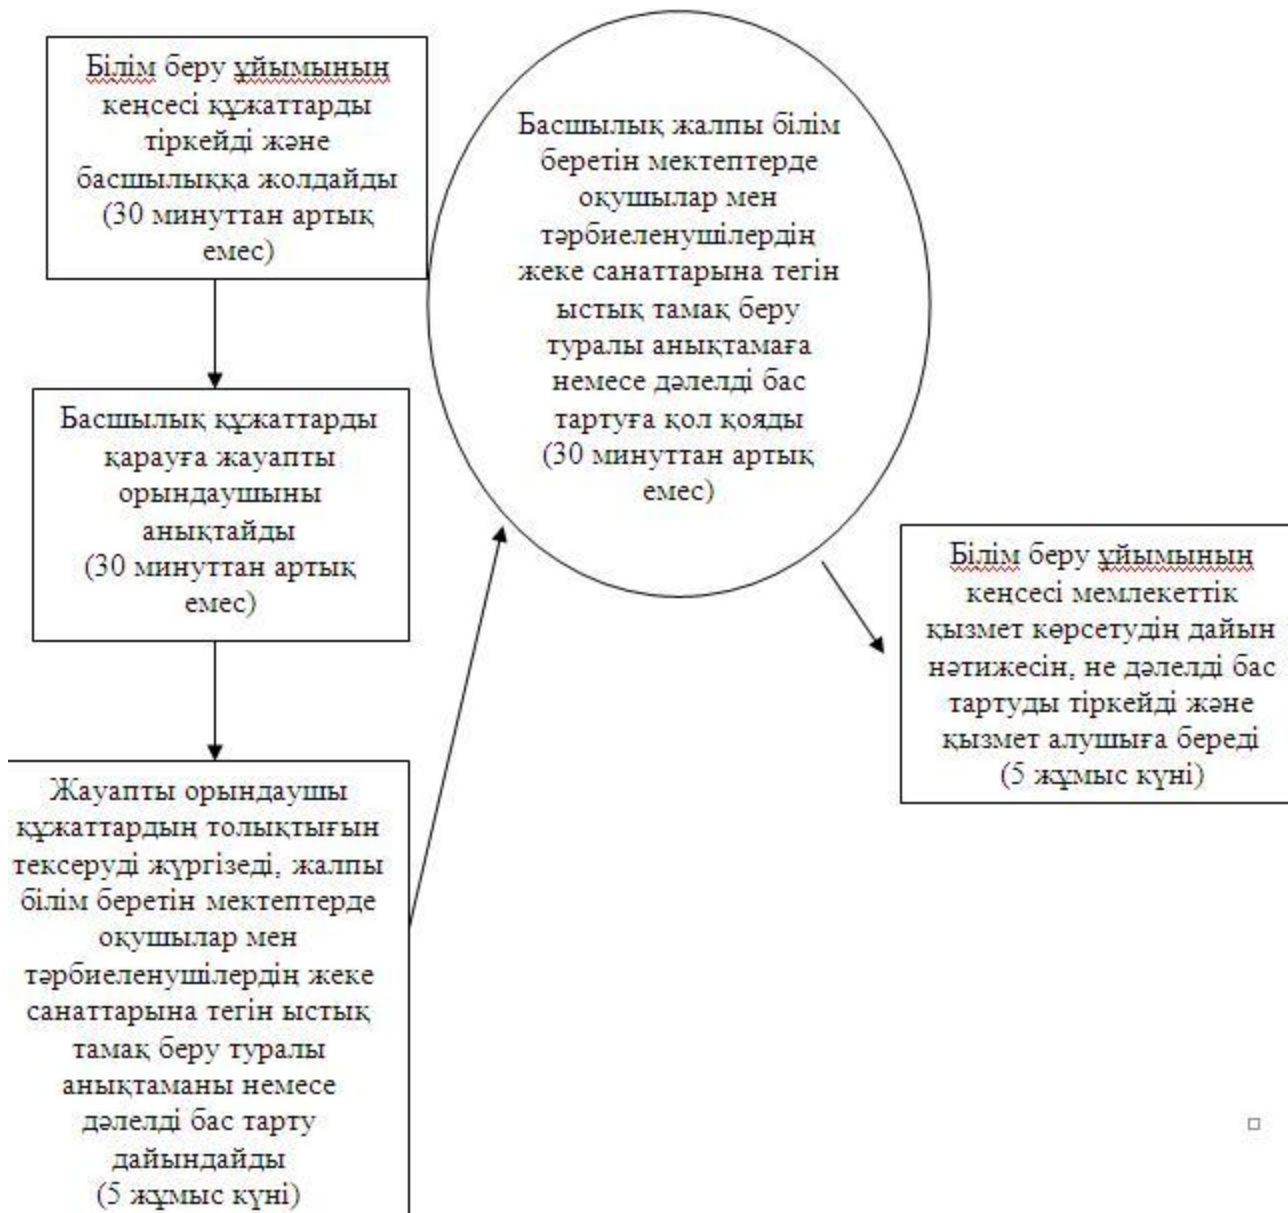 Білім беру ұйымының
кеңсесі құжаттарды
тіркейді және
басшылыққа жолдайды
(30 минуттан артық
емес)
Басшылық құжаттарды
қарауға жауапты
орындаушыны
анықтайды
(30 минуттан артық
емес)
Жауапты орындаушы
құжаттардың толықтығын
тексеруді жүргізеді, жалпы
білім беретін мектептерде
оқушылар мен
тәрбиеленушілердің жеке
санаттарына тегін ыстық
тамақ беру туралы
анықтаманы немесе
дәлелді бас тарту
дайындайды
(5 жұмыс күні)
Басшылық жалпы білім
беретін мектептерде
оқушылар мен
тәрбиеленушілердің
жеке санаттарына тегін
ыстық тамақ беру
туралы анықтамаға
немесе дәлелді бас
тартуға қол қояды
(30 минуттан артық
емес)
Білім беру ұйымының
кеңсесі мемлекеттік
қызмет көрсетудің дайын
нәтижесін, не дәлелді бас
тартуды тіркейді және
қызмет алушыға береді
(5 жұмыс күні)